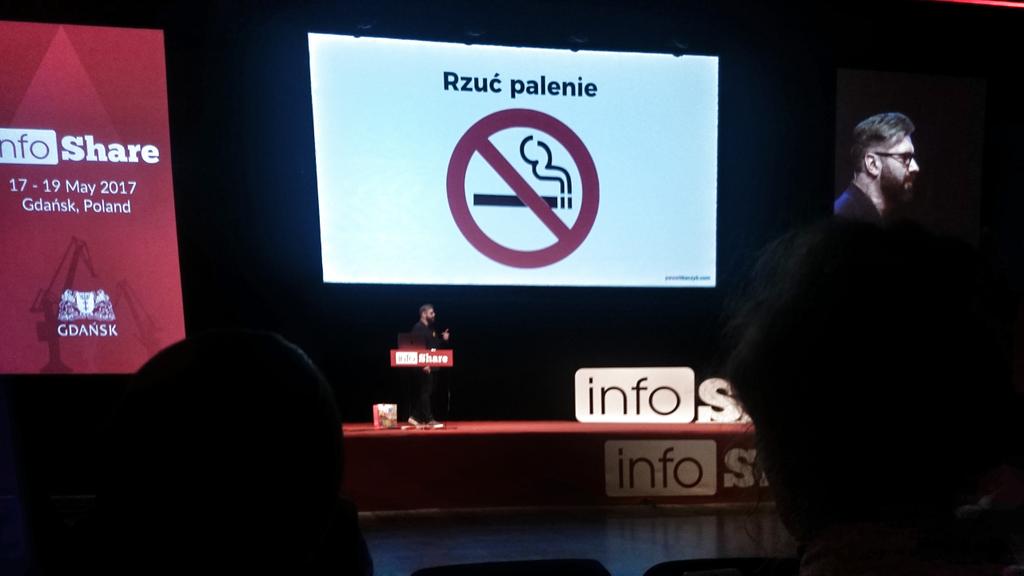 info Share
17 - 19 May 2017
Gdańsk, Poland
GDAŃSK
Rzuć palenie
info Share
info S
info S